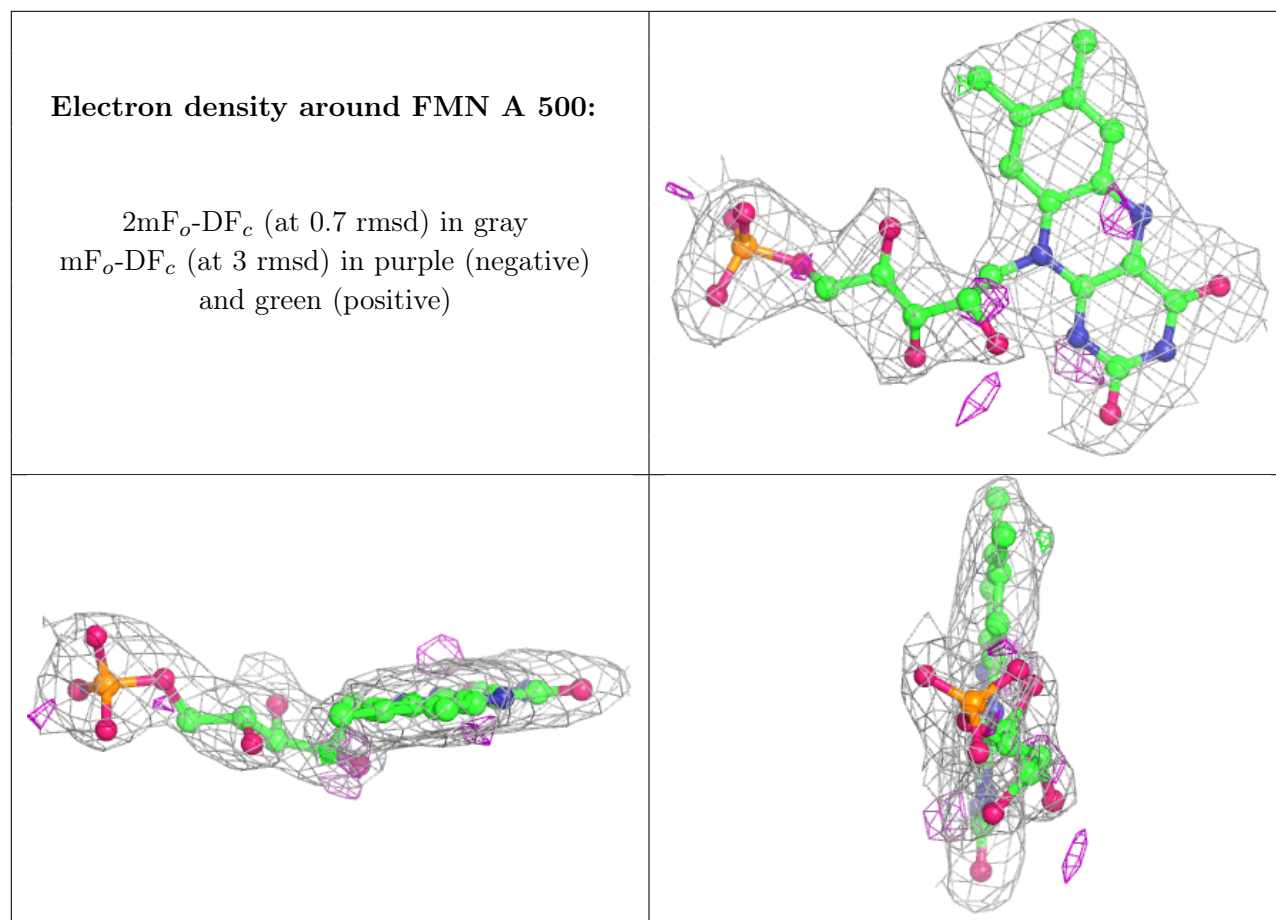 Electron density around FMN A 500:
2mFo-DFc (at 0.7 rmsd) in gray
mFo-DFc (at 3 rmsd) in purple (negative)
and green (positive)